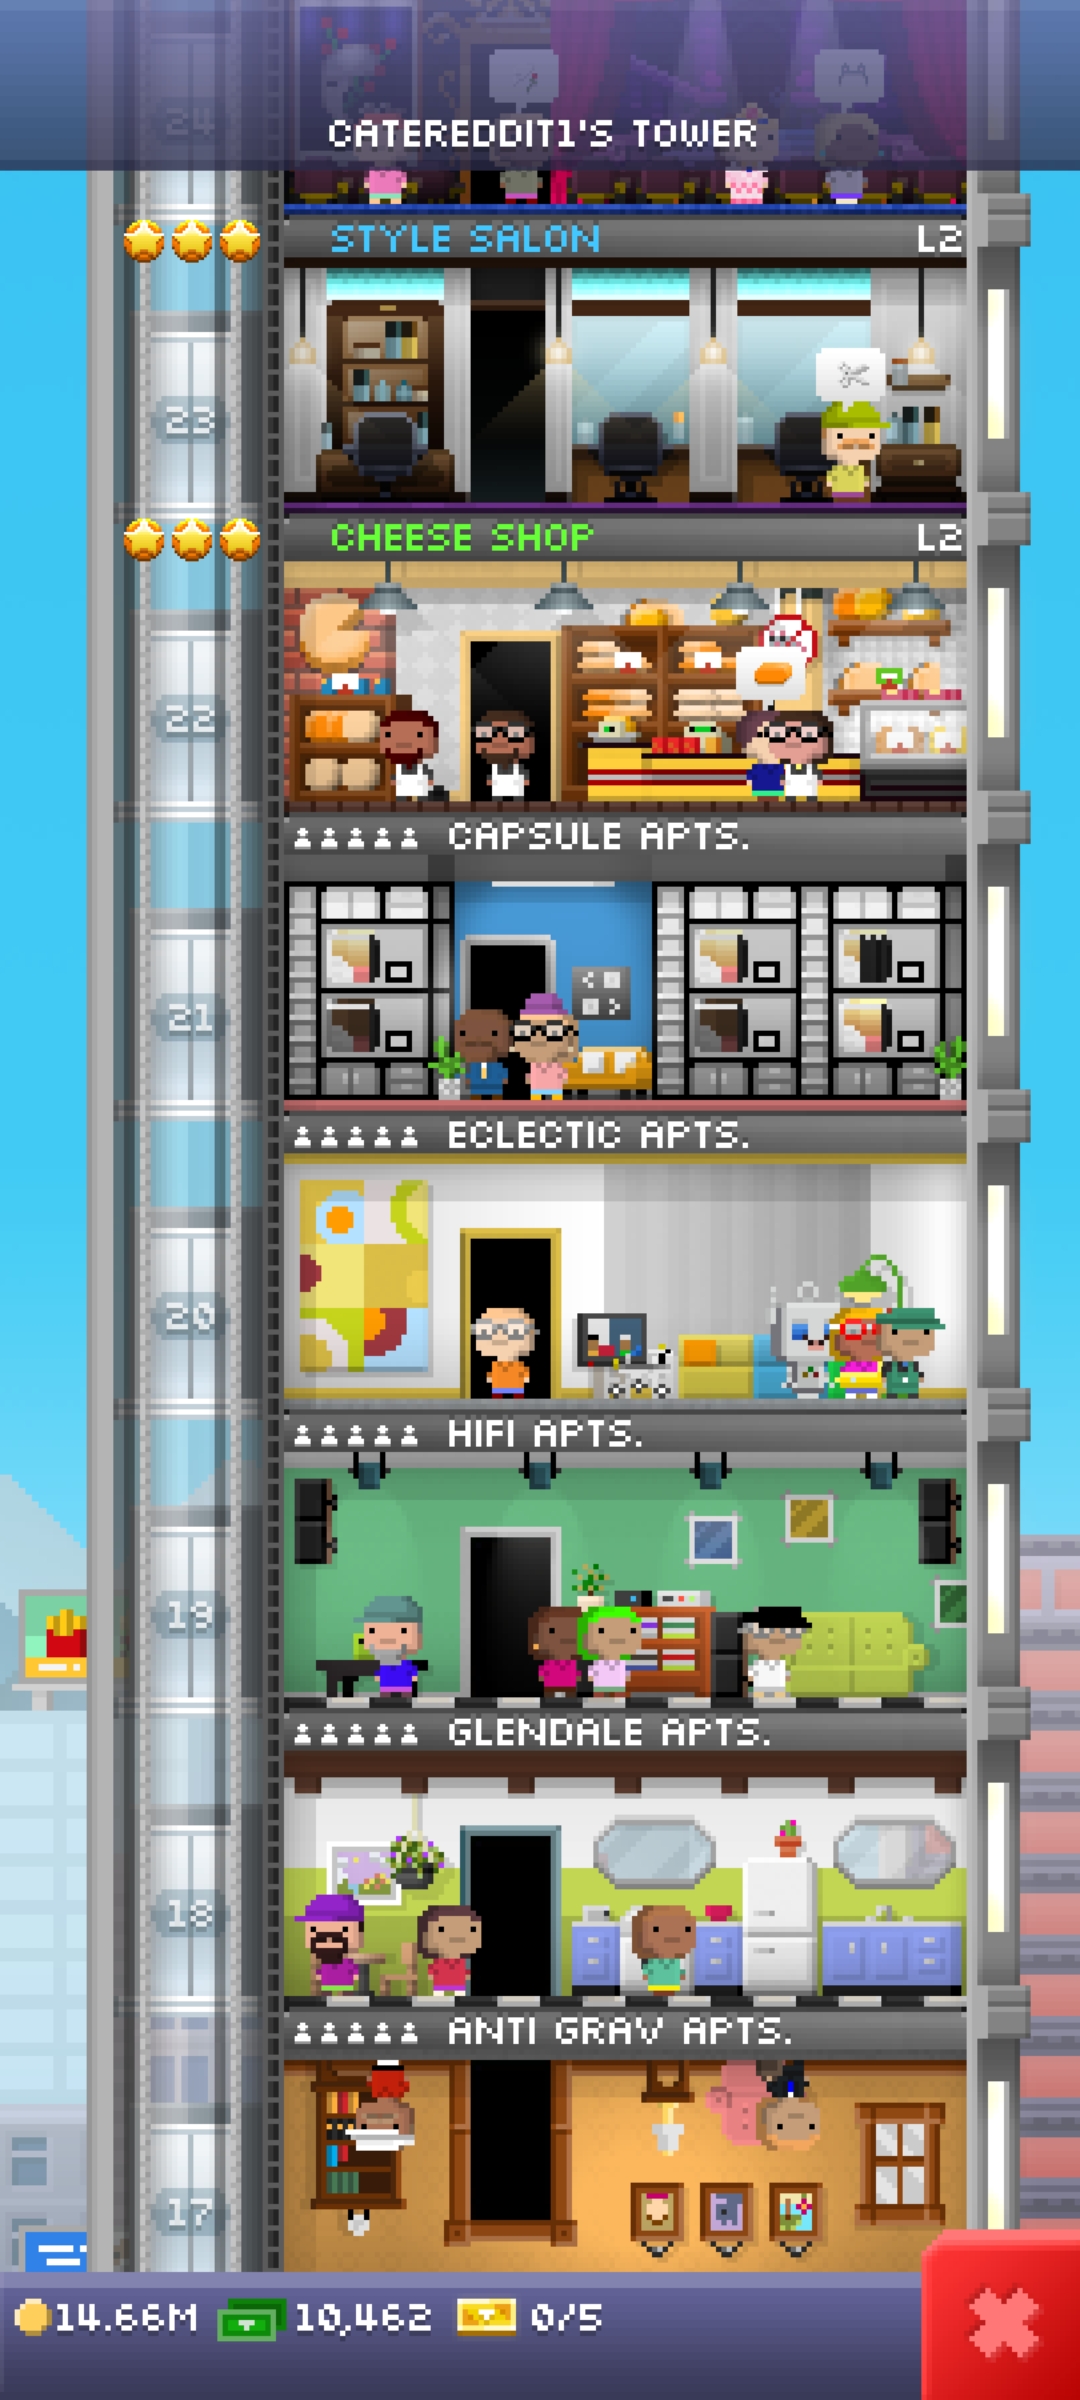 24
CATEREDDIT1'S TOWER
STYLE SALON L2
23
CHEESE SHOP L2
22
CAPSULE APTS.
21
ECLECTIC APTS.
20
HIFI APTS.
19
GLENDALE APTS.
18
ANTI GRAV APTS.
17
14.66M 10,462 0/5